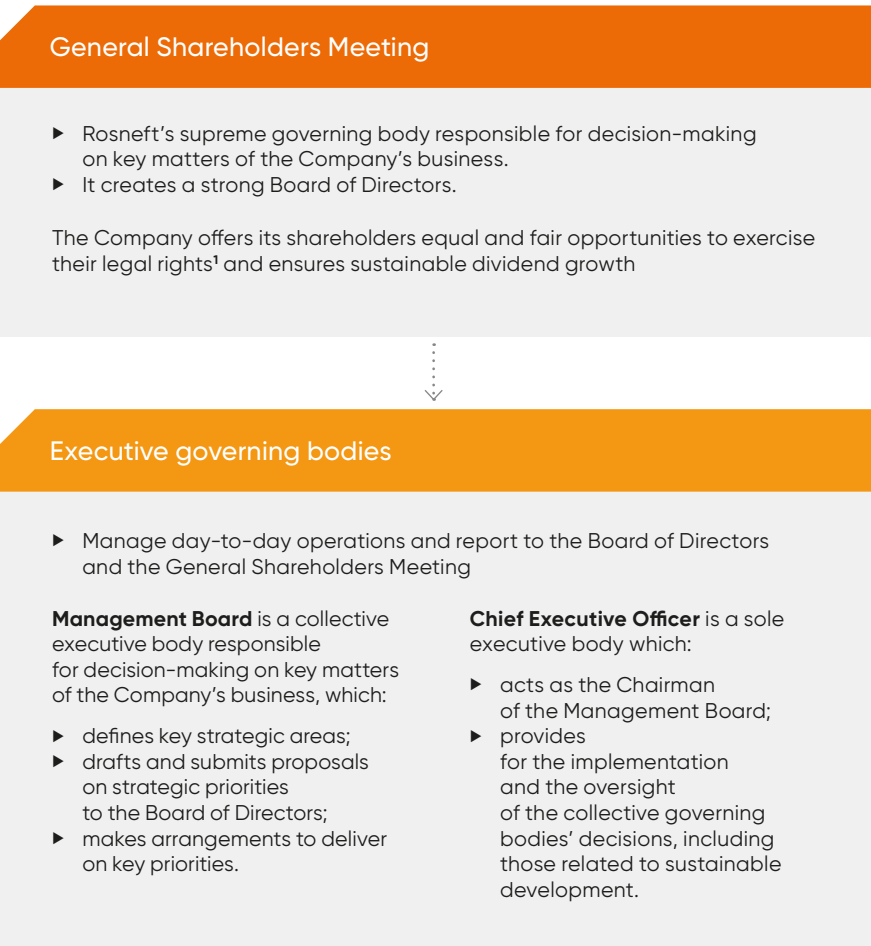 General Shareholders Meeting
▶ Rosneft's supreme governing body responsible for decision-making
on key matters of the Company's business.
▶ It creates a strong Board of Directors.
The Company offers its shareholders equal and fair opportunities to exercise
their legal rights¹ and ensures sustainable dividend growth
Executive governing bodies
▶ Manage day-to-day operations and report to the Board of Directors
and the General Shareholders Meeting
Management Board is a collective
executive body responsible
for decision-making on key matters
of the Company's business, which:
▶ defines key strategic areas;
▶ drafts and submits proposals
on strategic priorities
to the Board of Directors;
▶ makes arrangements to deliver
on key priorities.
Chief Executive Officer is a sole
executive body which:
▶ acts as the Chairman
of the Management Board;
▶ provides
for the implementation
and the oversight
of the collective governing
bodies' decisions, including
those related to sustainable
development.